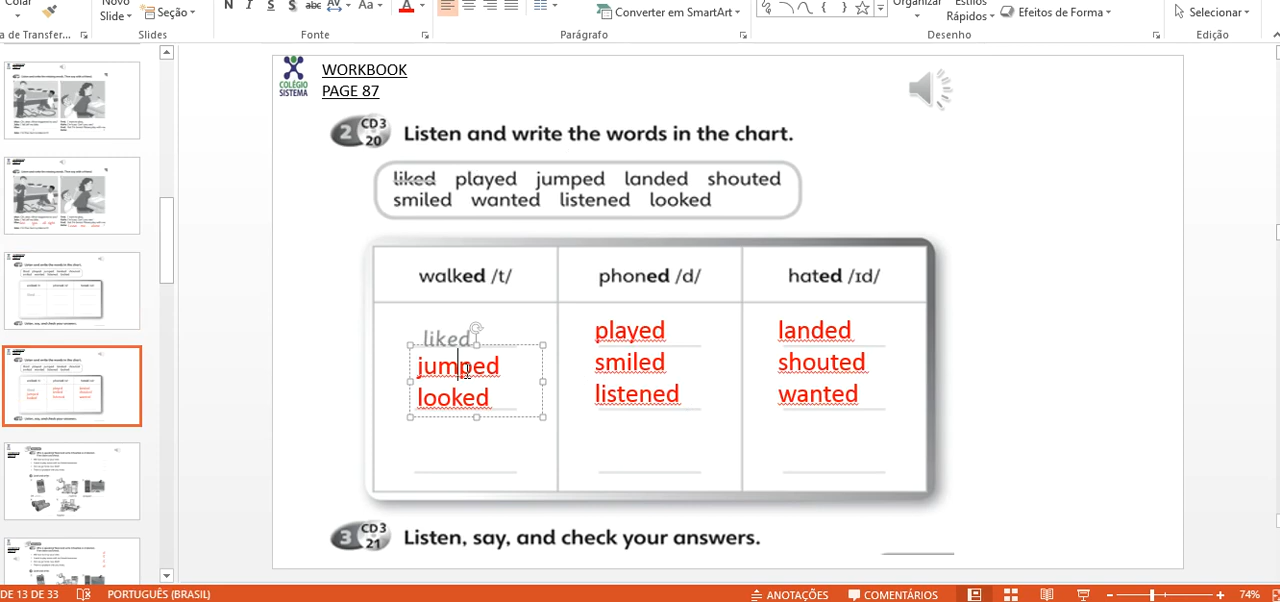 Colar
Novo
Slide
Seção
N I S S abc AV Aa A
Converter em SmartArt
Organizar
Estilos
Rápidos
Efeitos de Forma
Selecionar
a de Transfer...
Slides
Fonte
Parágrafo
Desenho
Edição
COLÉGIO
SISTEMA
WORKBOOK
PAGE 87
2 CD3
20
Listen and write the words in the chart.
liked played jumped landed shouted
smiled wanted listened looked
walked /t/ phoned /d/ hated /ɪd/
liked played landed
jumped smiled shouted
looked listened wanted
3 CD3
21
Listen, say, and check your answers.
DE 13 DE 33 PORTUGUÊS (BRASIL) ANOTAÇÕES COMENTÁRIOS 74%